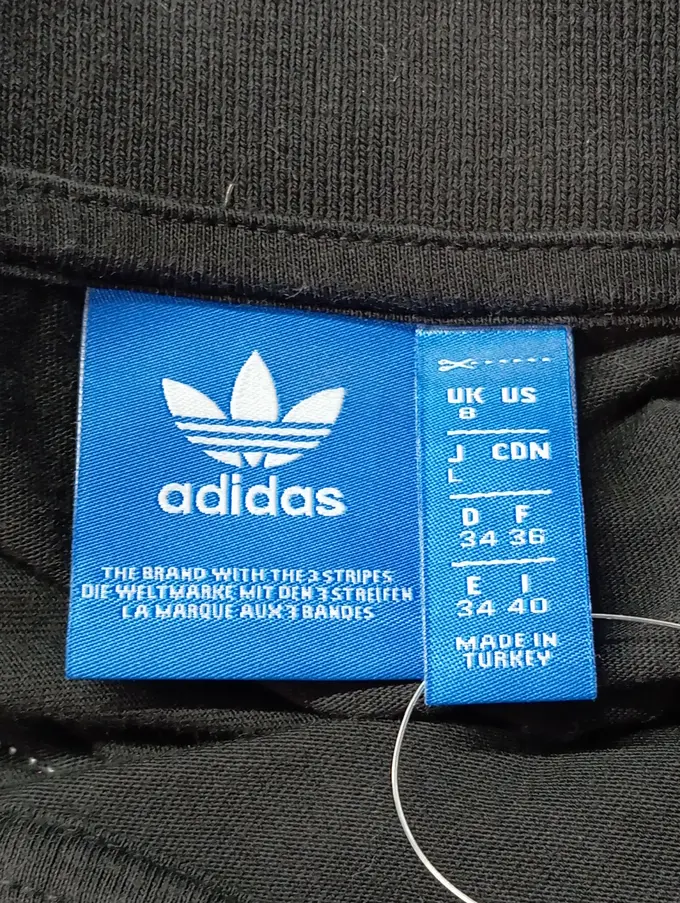 adidas
THE BRAND WITH THE 3 STRIPES
DIE WELTMARKE MIT DEN 3 STREIFEN
LA MARQUE AUX 3 BANDES
UK US
8
J CDN
L
D F
34 36
E I
34 40
MADE IN
TURKEY